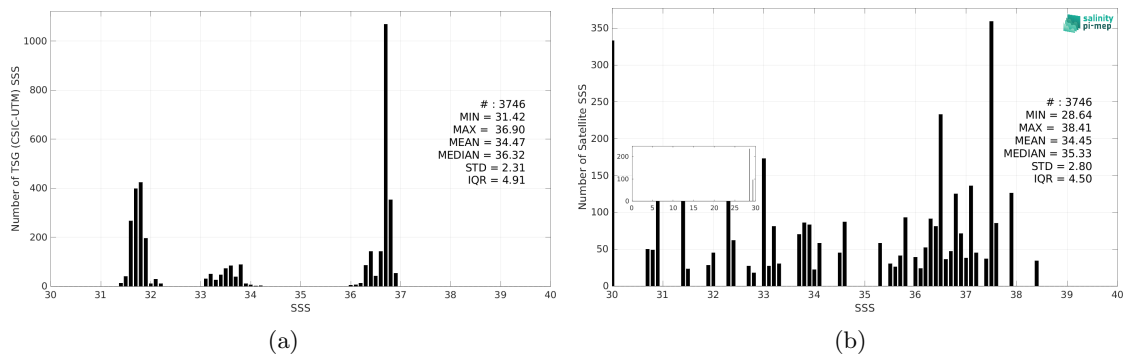 Number of TSG (CSIC-UTM) SSS
1000
800
600
400
200
0
# : 3746
MIN = 31.42
MAX = 36.90
MEAN = 34.47
MEDIAN = 36.32
STD = 2.31
IQR = 4.91
30 31 32 33 34 35 36 37 38 39 40
SSS
(a)
salinity
pi-mep
Number of Satellite SSS
350
300
250
200
150
100
50
0
# : 3746
MIN = 28.64
MAX = 38.41
MEAN = 34.45
MEDIAN = 35.33
STD = 2.80
IQR = 4.50
200
100
0
0 5 10 15 20 25 30
30 31 32 33 34 35 36 37 38 39 40
SSS
(b)